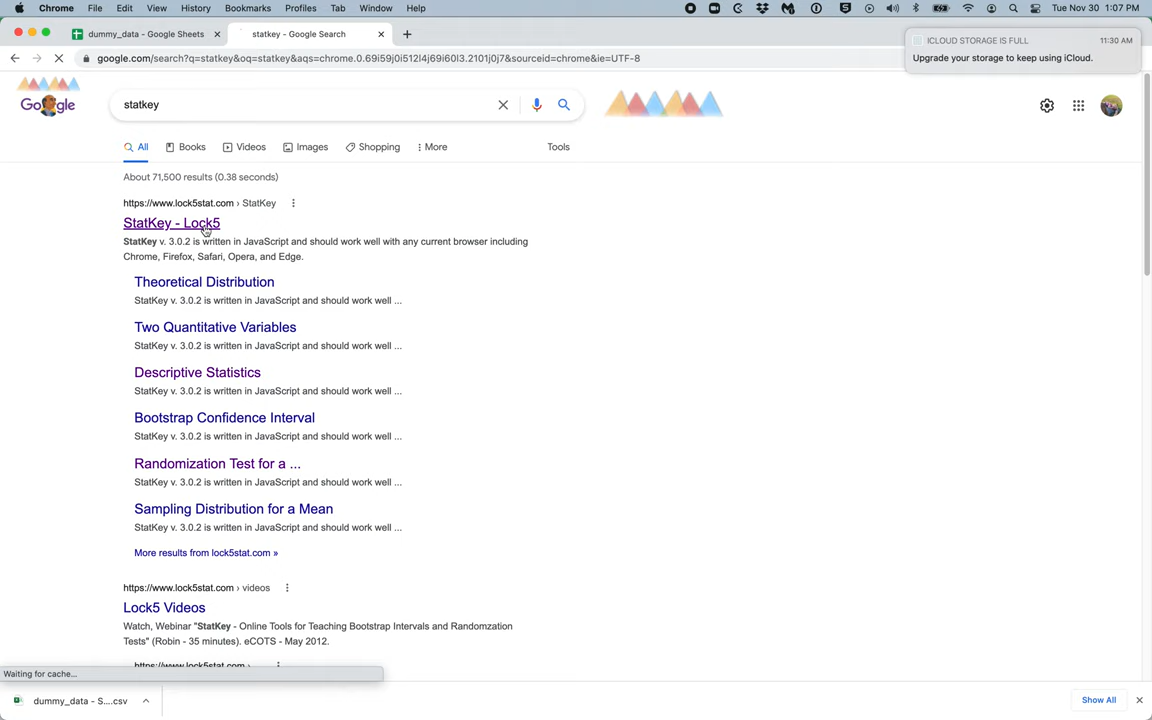 Chrome File Edit View History Bookmarks Profiles Tab Window Help Tue Nov 30 1:07 PM
dummy_data - Google Sheets statkey - Google Search
google.com/search?q=statkey&oq=statkey&aqs=chrome.0.69i59j0i512l4j69i60l3.2101j0j7&sourceid=chrome&ie=UTF-8
ICLOUD STORAGE IS FULL 11:30 AM
Upgrade your storage to keep using iCloud.
Google
statkey
All Books Videos Images Shopping More Tools
About 71,500 results (0.38 seconds)
https://www.lock5stat.com › StatKey
StatKey - Lock5
StatKey v. 3.0.2 is written in JavaScript and should work well with any current browser including
Chrome, Firefox, Safari, Opera, and Edge.
Theoretical Distribution
StatKey v. 3.0.2 is written in JavaScript and should work well ...
Two Quantitative Variables
StatKey v. 3.0.2 is written in JavaScript and should work well ...
Descriptive Statistics
StatKey v. 3.0.2 is written in JavaScript and should work well ...
Bootstrap Confidence Interval
StatKey v. 3.0.2 is written in JavaScript and should work well ...
Randomization Test for a ...
StatKey v. 3.0.2 is written in JavaScript and should work well ...
Sampling Distribution for a Mean
StatKey v. 3.0.2 is written in JavaScript and should work well ...
More results from lock5stat.com »
https://www.lock5stat.com › videos
Lock5 Videos
Watch, Webinar "StatKey - Online Tools for Teaching Bootstrap Intervals and Randomzation
Tests" (Robin - 35 minutes). eCOTS - May 2012.
https://www.lock5stat.com ›
Waiting for cache...
dummy_data - S....csv Show All